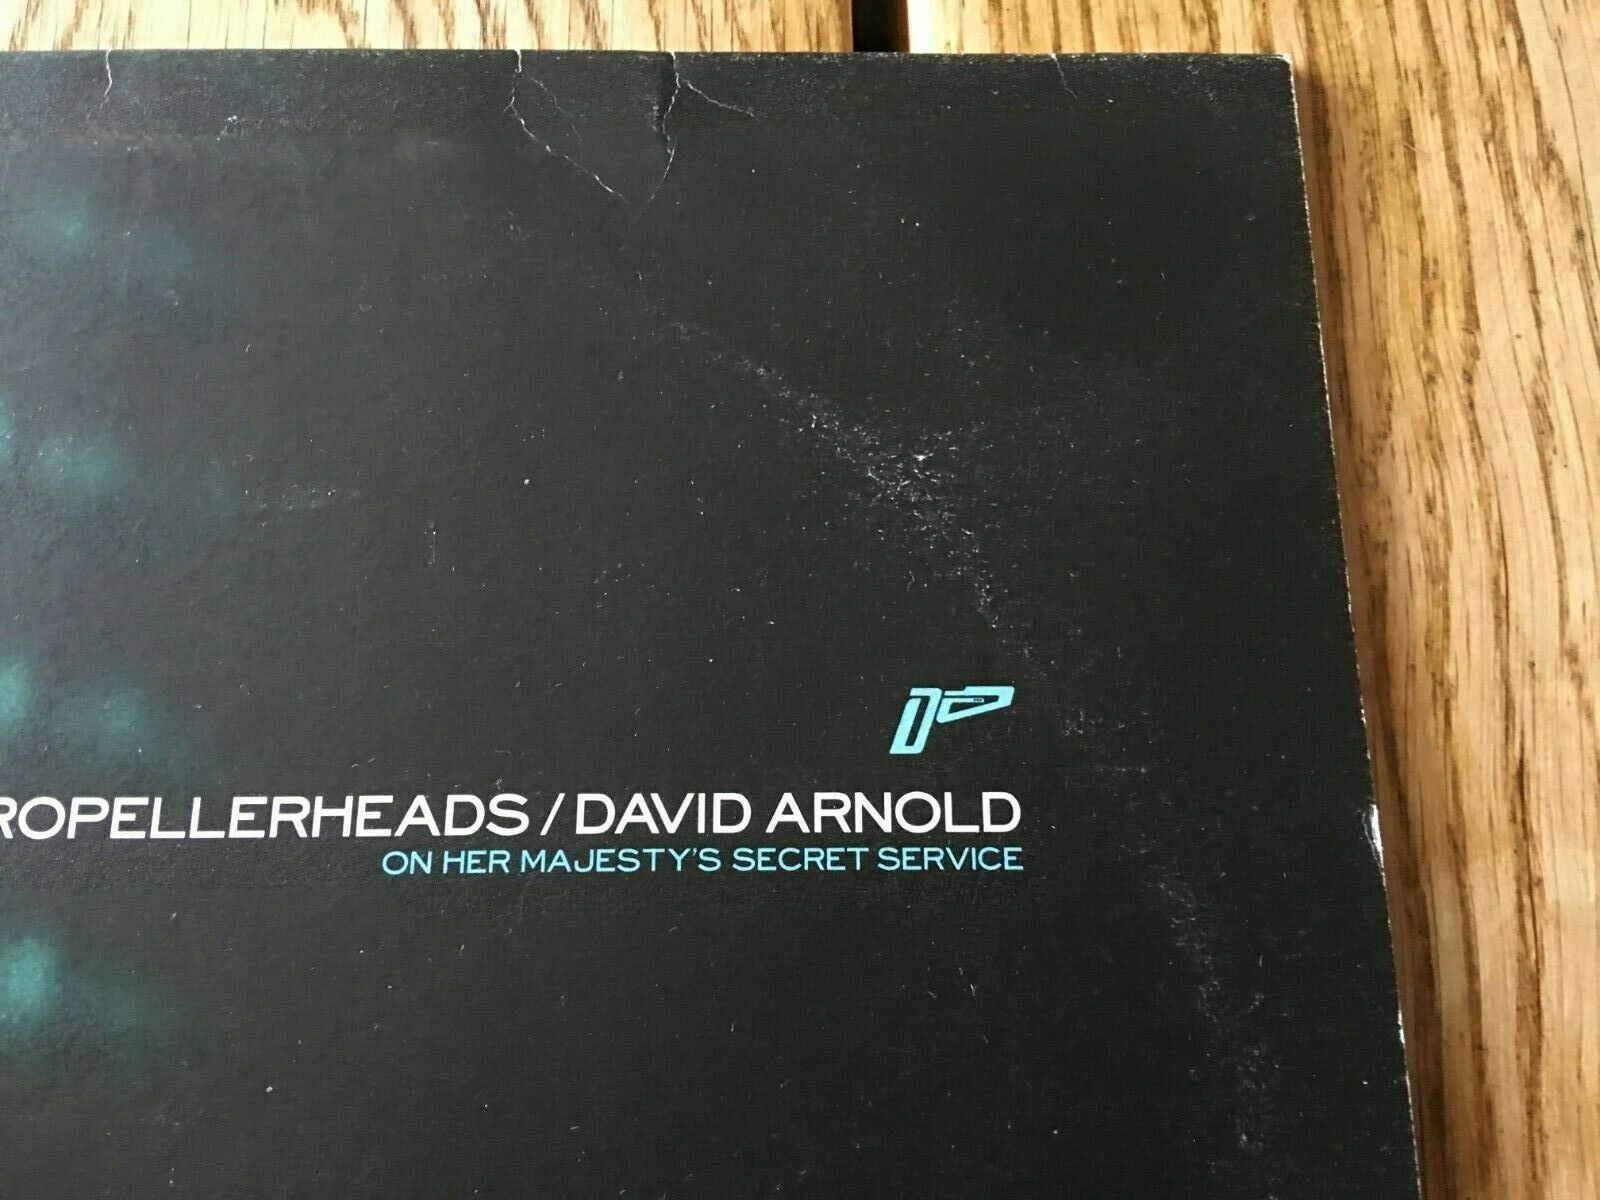 ROPELLERHEADS / DAVID ARNOLD
ON HER MAJESTY'S SECRET SERVICE